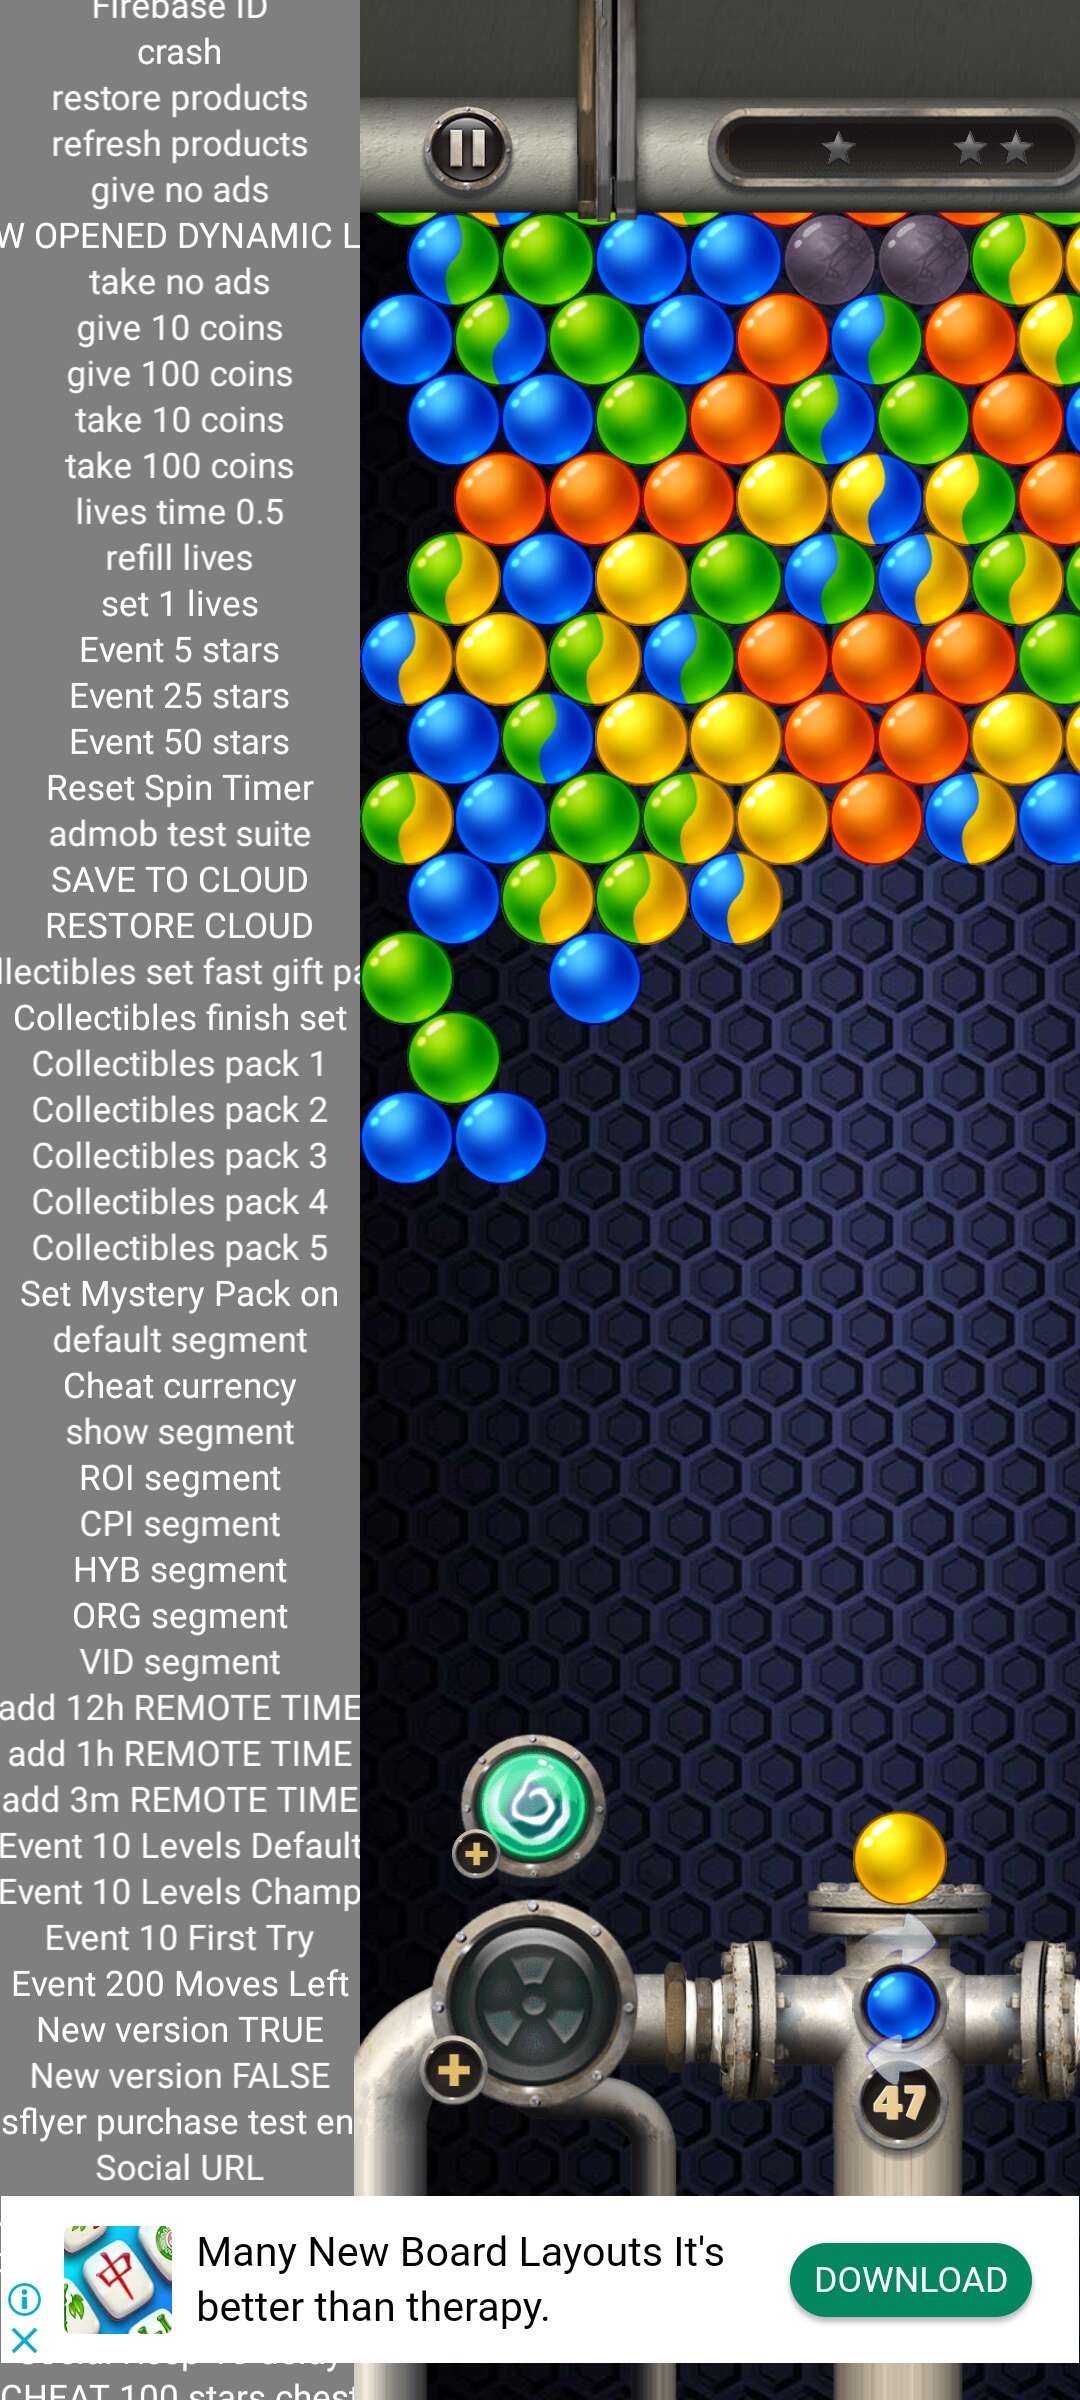 Firebase ID
crash
restore products
refresh products
give no ads
W OPENED DYNAMIC L
take no ads
give 10 coins
give 100 coins
take 10 coins
take 100 coins
lives time 0.5
refill lives
set 1 lives
Event 5 stars
Event 25 stars
Event 50 stars
Reset Spin Timer
admob test suite
SAVE TO CLOUD
RESTORE CLOUD
llectibles set fast gift pa
Collectibles finish set
Collectibles pack 1
Collectibles pack 2
Collectibles pack 3
Collectibles pack 4
Collectibles pack 5
Set Mystery Pack on
default segment
Cheat currency
show segment
ROI segment
CPI segment
HYB segment
ORG segment
VID segment
add 12h REMOTE TIME
add 1h REMOTE TIME
add 3m REMOTE TIME
Event 10 Levels Default
Event 10 Levels Champ
Event 10 First Try
Event 200 Moves Left
New version TRUE
New version FALSE
sflyer purchase test en
Social URL
47
Many New Board Layouts It's
better than therapy.
DOWNLOAD
CHEAT 100 stars chest